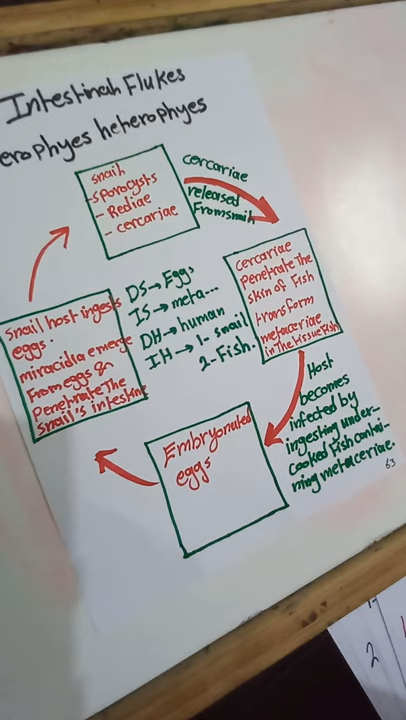 Intestinal Flukes
erophyes heterophyes
snail
-sporocysts
- Rediae
- cercariae
cercariae
released
From snail
cercariae
Penetrate The
skin of Fish
transform
metaceriae
in The tissue Fish
DS→ Eggs
IS→ meta...
DH→ human
IH→ 1- snail
2- Fish.
snail host ingests
eggs.
miracidia emerge
From eggs &
Penetrate The
snail's intestine
Host
becomes
infected by
ingesting under-
cooked Fish contai-
ning metaceriae.
Embryonated
eggs
63
2